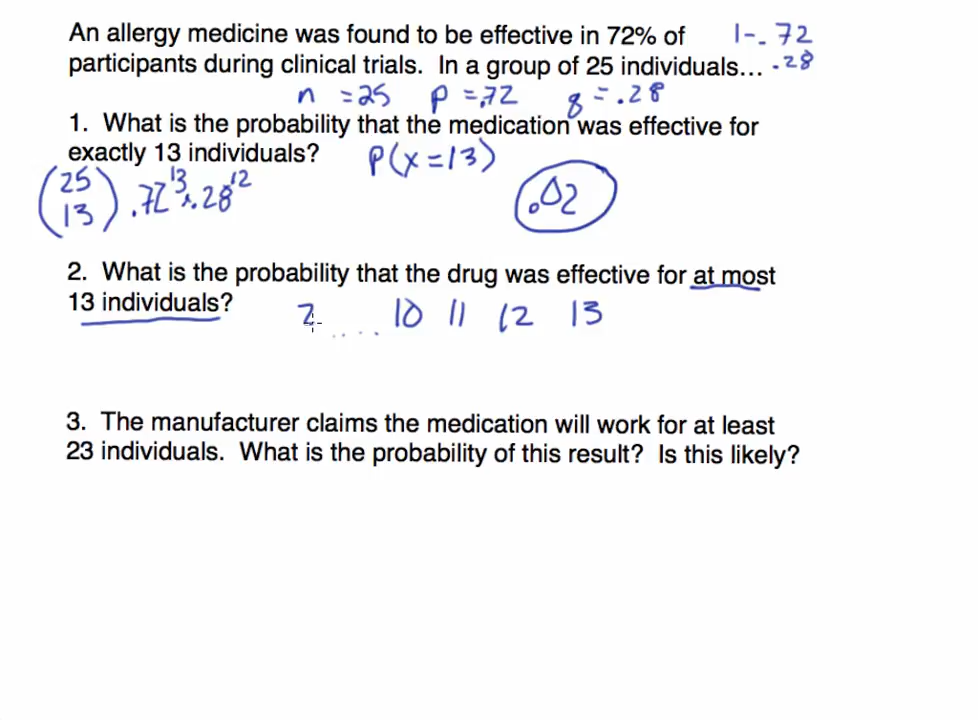 An allergy medicine was found to be effective in 72% of 1-.72
participants during clinical trials. In a group of 25 individuals... .28
n =25 p =.72 q =.28
1. What is the probability that the medication was effective for
exactly 13 individuals? P(x=13)
(25 13) .72^13 x .28^12 .02
2. What is the probability that the drug was effective for at most
13 individuals? 2 .... 10 11 12 13
3. The manufacturer claims the medication will work for at least
23 individuals. What is the probability of this result? Is this likely?